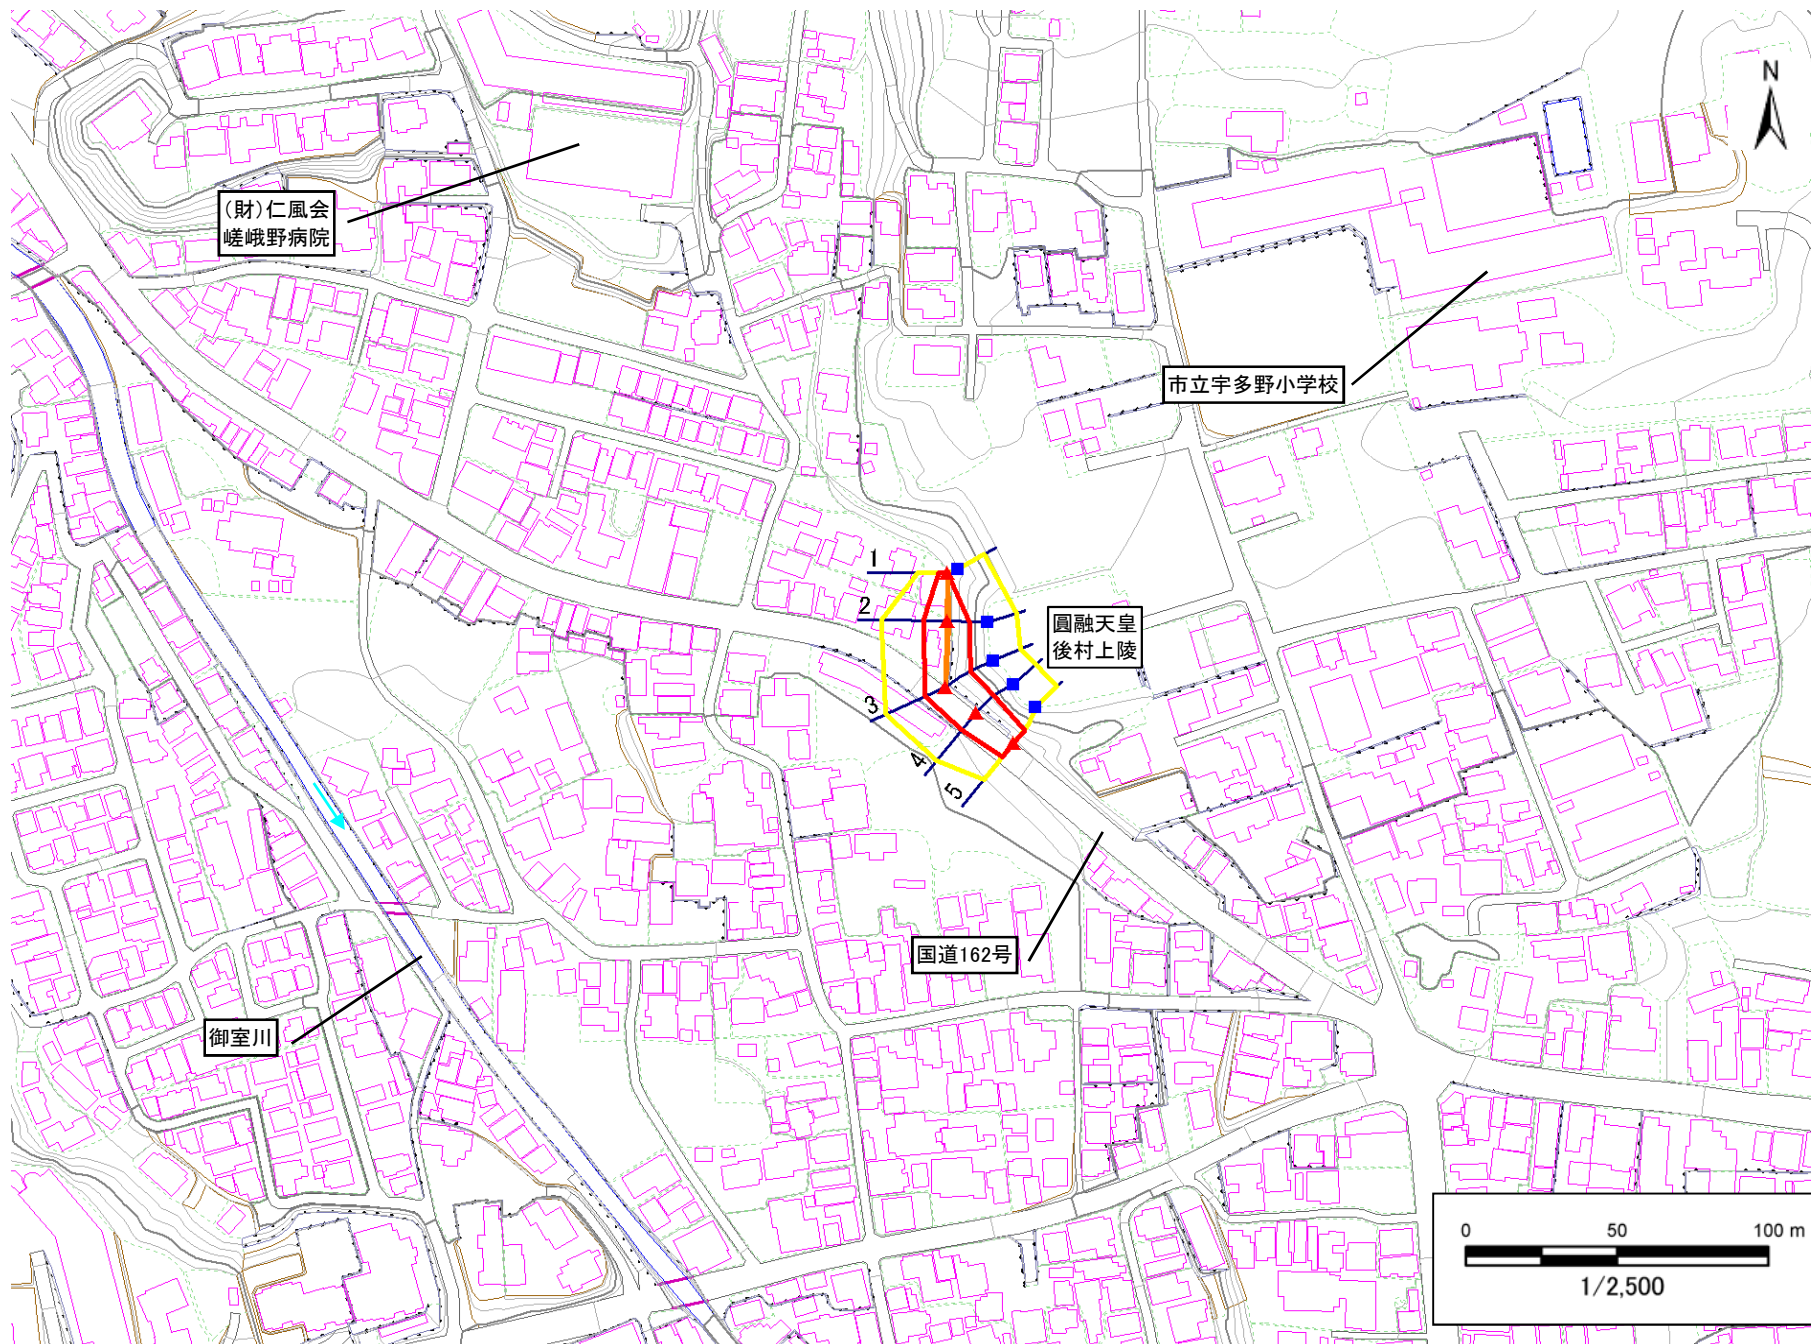 N
(財)仁風会
嵯峨野病院
市立宇多野小学校
1
2
圓融天皇
後村上陵
3
4
5
国道162号
御室川
0 50 100 m
1/2,500